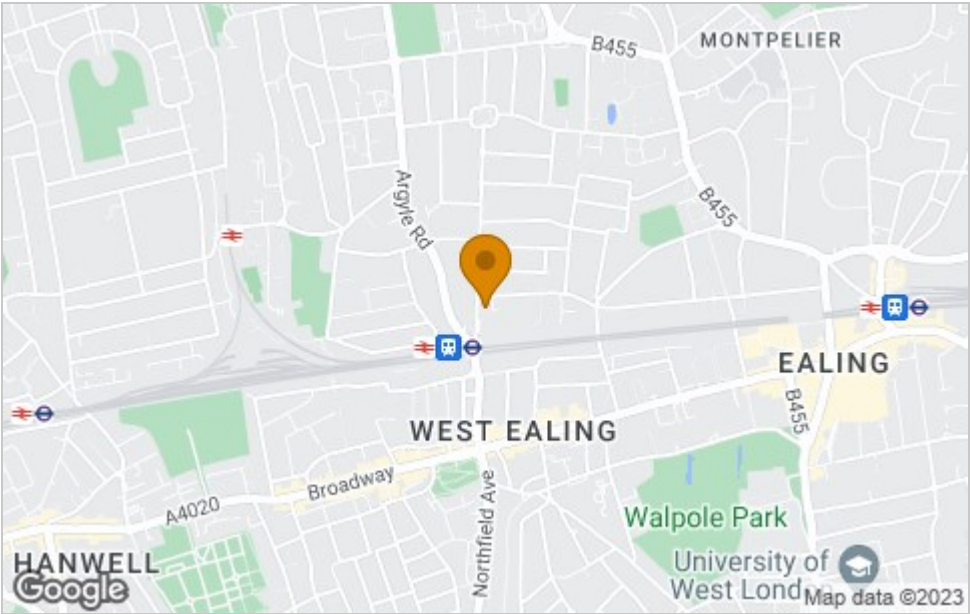 B455
MONTPELIER
Argyle Rd
B455
EALING
WEST EALING
B455
Broadway
A4020
Northfield Ave
Walpole Park
HANWELL
University of
West Lond
Google
Map data ©2023